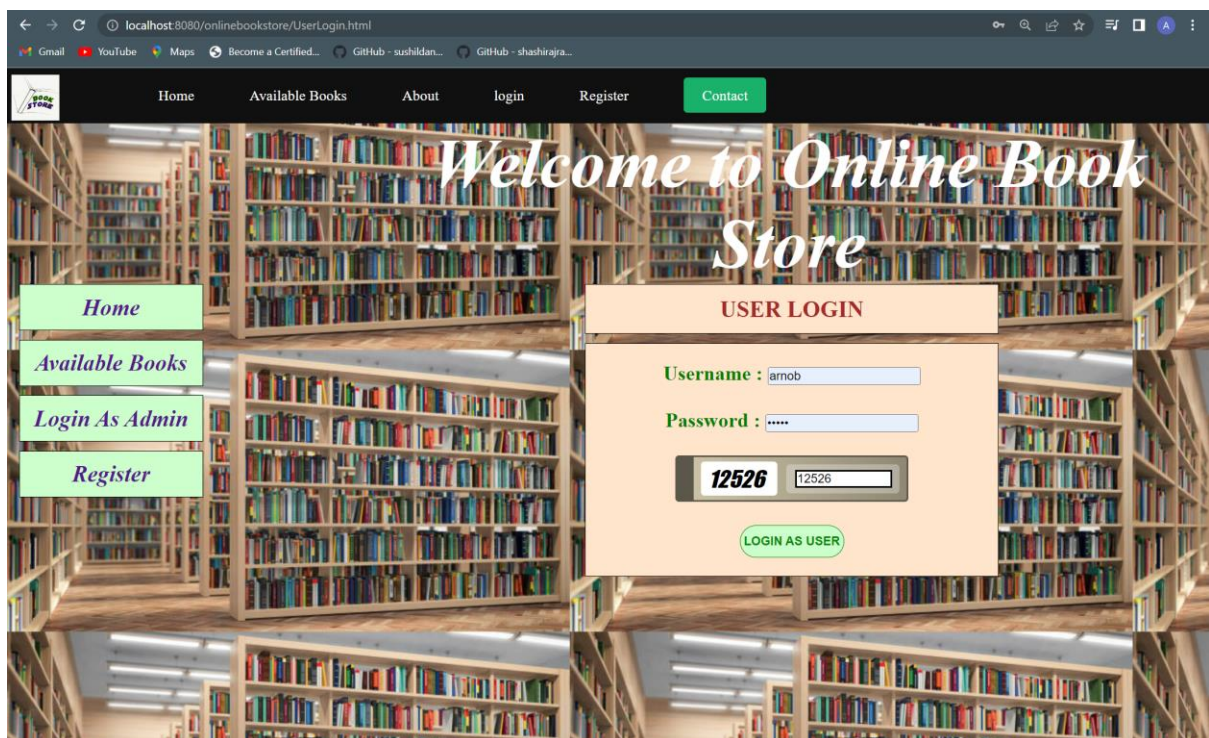 localhost:8080/onlinebookstore/UserLogin.html
A
Gmail YouTube Maps Become a Certified... GitHub - sushildan... GitHub - shashirajra...
BOOK
STORE
Home Available Books About login Register Contact
Welcome to Online Book
Store
Home
Available Books
Login As Admin
Register
USER LOGIN
Username : arnob
Password : •••••
12526 12526
LOGIN AS USER